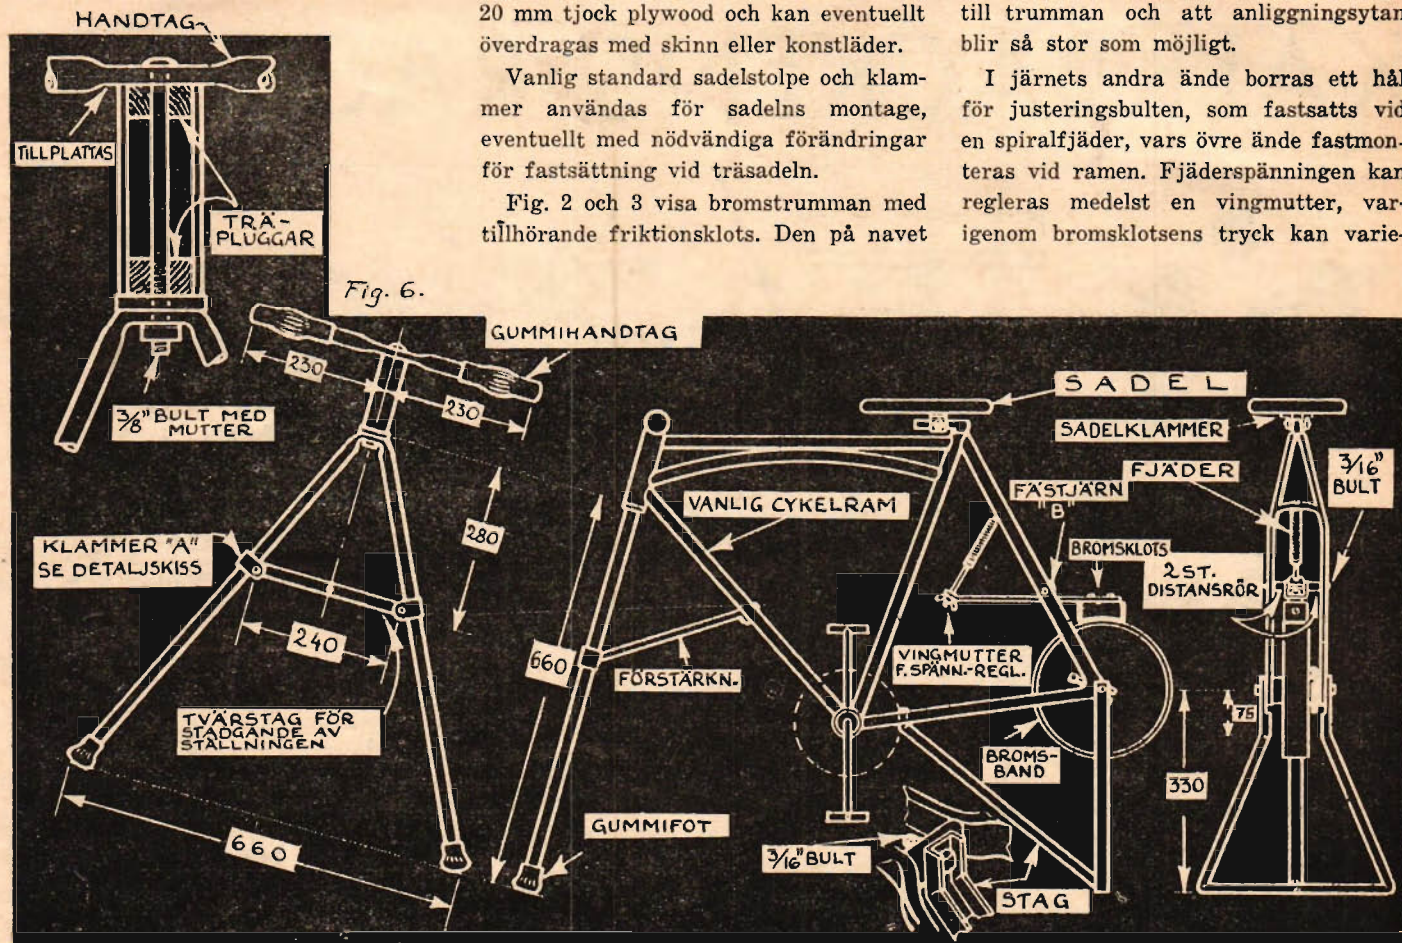 20 mm tjock plywood och kan eventuellt
överdragas med skinn eller konstläder.
Vanlig standard sadelstolpe och klam-
mer användas för sadelns montage,
eventuellt med nödvändiga förändringar
för fastsättning vid träsadeln.
Fig. 2 och 3 visa bromstrumman med
tillhörande friktionsklots. Den på navet
till trumman och att anliggningsytan
blir så stor som möjligt.
I järnets andra ände borras ett hål
för justeringsbulten, som fastsatts vid
en spiralfjäder, vars övre ände fastmon-
teras vid ramen. Fjäderspänningen kan
regleras medelst en vingmutter, var-
igenom bromsklotsens tryck kan varie-
HANDTAG
TILLPLATTAS
TRÄ-
PLUGGAR
3/8" BULT MED
MUTTER
Fig. 6.
GUMMIHANDTAG
230
230
280
KLAMMER "A"
SE DETALJSKISS
240
TVÄRSTAG FÖR
STADGANDE AV
STÄLLNINGEN
660
660
GUMMIFOT
FÖRSTÄRKN.
VANLIG CYKELRAM
SADEL
SADELKLAMMER
FJÄDER
FÄSTJÄRN
"B"
BROMSKLOTS
2 ST.
DISTANSRÖR
3/16"
BULT
VINGMUTTER
F. SPÄNN.-REGL.
BROMS-
BAND
75
330
3/16" BULT
STAG